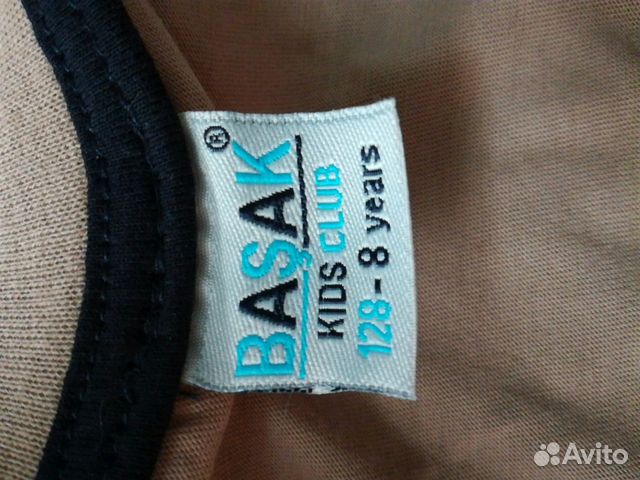 BAŞAK®
KIDS CLUB
128 - 8 years
Avito